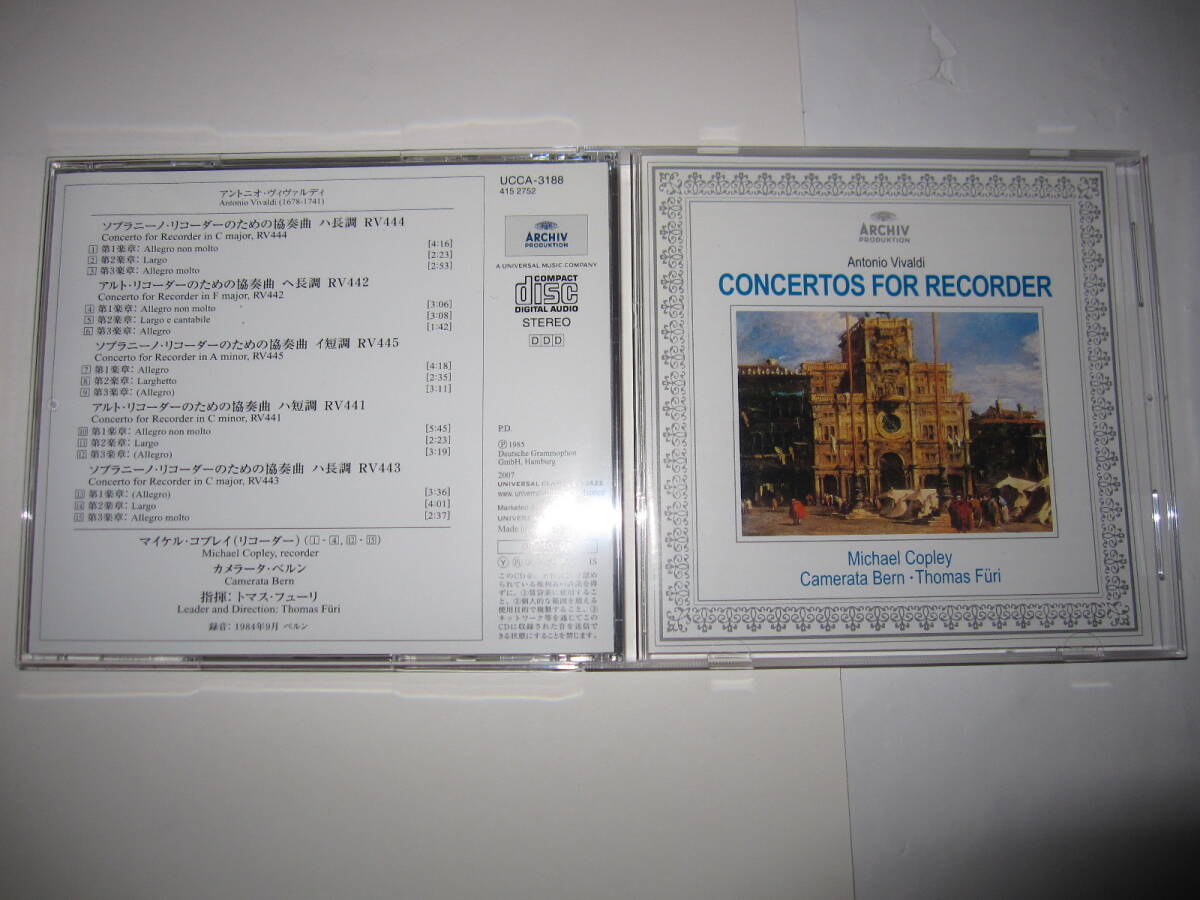 アントニオ・ヴィヴァルディ
Antonio Vivaldi (1678-1741)
ソプラニーノ・リコーダーのための協奏曲 ハ長調 RV444
Concerto for Recorder in C major, RV444
1 第1楽章: Allegro non molto [4:16]
2 第2楽章: Largo [2:23]
3 第3楽章: Allegro molto [2:53]
アルト・リコーダーのための協奏曲 ヘ長調 RV442
Concerto for Recorder in F major, RV442
4 第1楽章: Allegro non molto [3:06]
5 第2楽章: Largo e cantabile [3:08]
6 第3楽章: Allegro [1:42]
ソプラニーノ・リコーダーのための協奏曲 イ短調 RV445
Concerto for Recorder in A minor, RV445
7 第1楽章: Allegro [4:18]
8 第2楽章: Larghetto [2:35]
9 第3楽章: (Allegro) [3:11]
アルト・リコーダーのための協奏曲 ハ短調 RV441
Concerto for Recorder in C minor, RV441
10 第1楽章: Allegro non molto [5:45]
11 第2楽章: Largo [2:23]
12 第3楽章: (Allegro) [3:19]
ソプラニーノ・リコーダーのための協奏曲 ハ長調 RV443
Concerto for Recorder in C major, RV443
13 第1楽章: (Allegro) [3:36]
14 第2楽章: Largo [4:01]
15 第3楽章: Allegro molto [2:37]
マイケル・コプレイ(リコーダー)
Michael Copley, recorder
カメラータ・ベルン
Camerata Bern
指揮: トマス・フューリ
Leader and Direction: Thomas Füri
録音: 1984年9月 ベルン
UCCA-3188
415 2752
ARCHIV
PRODUKTION
A UNIVERSAL MUSIC COMPANY
COMPACT
disc
DIGITAL AUDIO
STEREO
DDD
P.D.
Ⓟ 1985
Deutsche Grammophon
GmbH, Hamburg
2007
UNIVERSAL
Marketed
Made in
ARCHIV
PRODUKTION
Antonio Vivaldi
CONCERTOS FOR RECORDER
Michael Copley
Camerata Bern · Thomas Füri